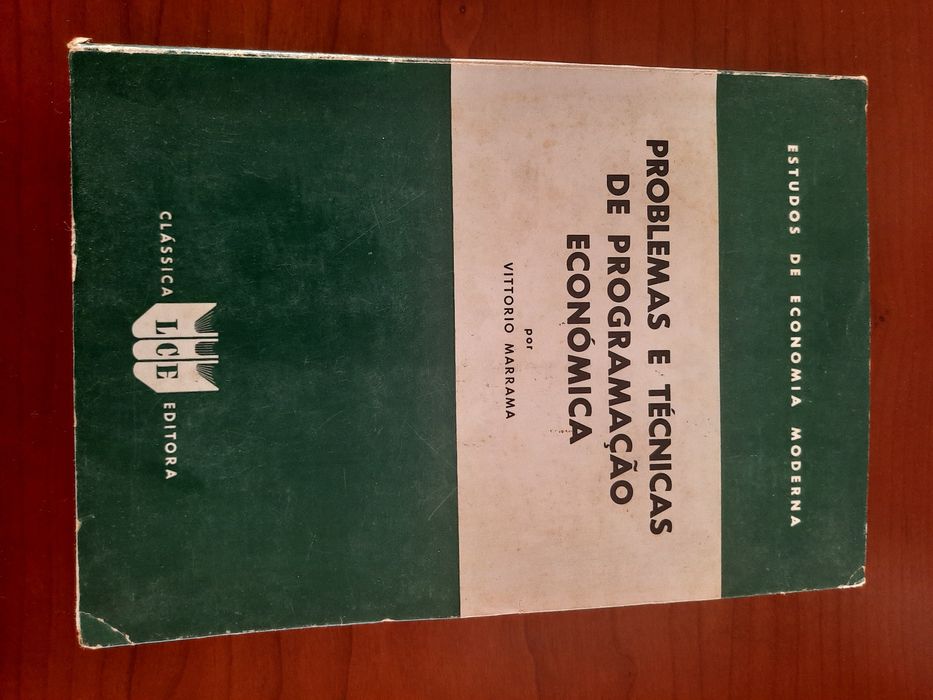 ESTUDOS DE ECONOMIA MODERNA
PROBLEMAS E TÉCNICAS
DE PROGRAMAÇÃO
ECONÓMICA
por
VITTORIO MARRAMA
CLÁSSICA LCE EDITORA